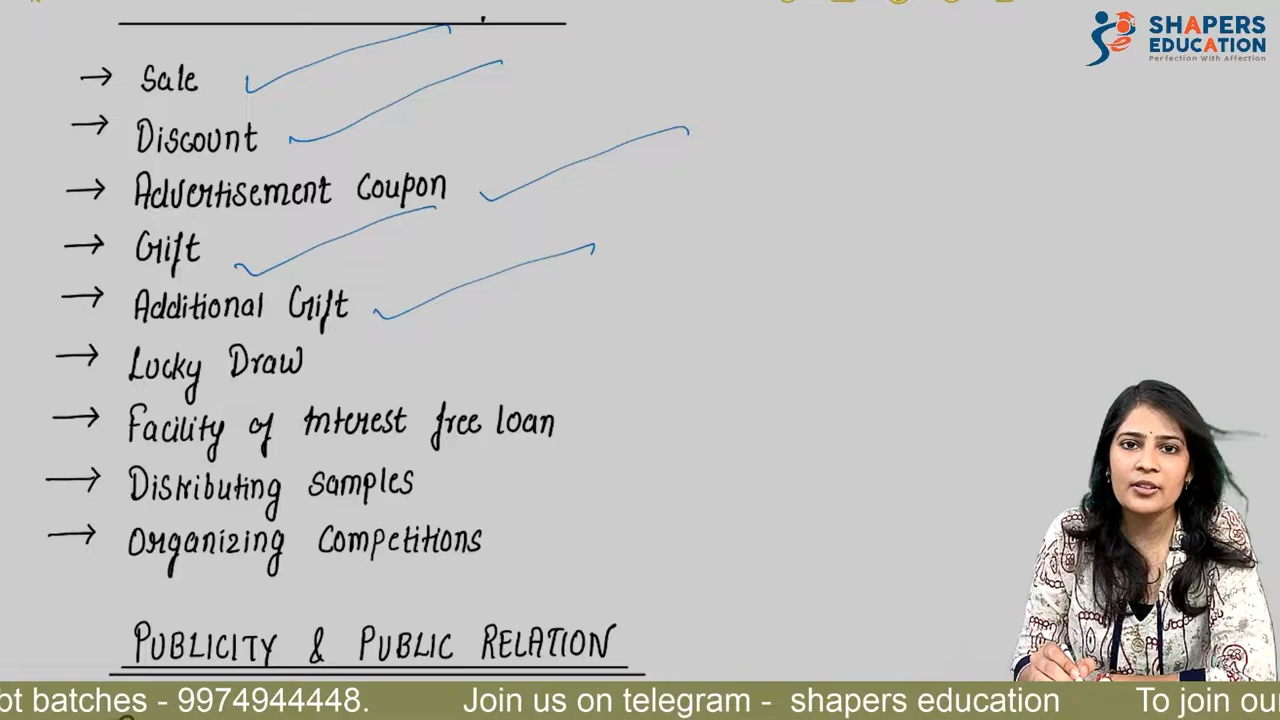 SHAPERS
EDUCATION
Perfection With Affection
→ Sale
→ Discount
→ Advertisement Coupon
→ Gift
→ Additional Gift
→ Lucky Draw
→ Facility of Interest free loan
→ Distributing samples
→ Organizing Competitions
PUBLICITY & PUBLIC RELATION
batches - 9974944448. Join us on telegram - shapers education To join our